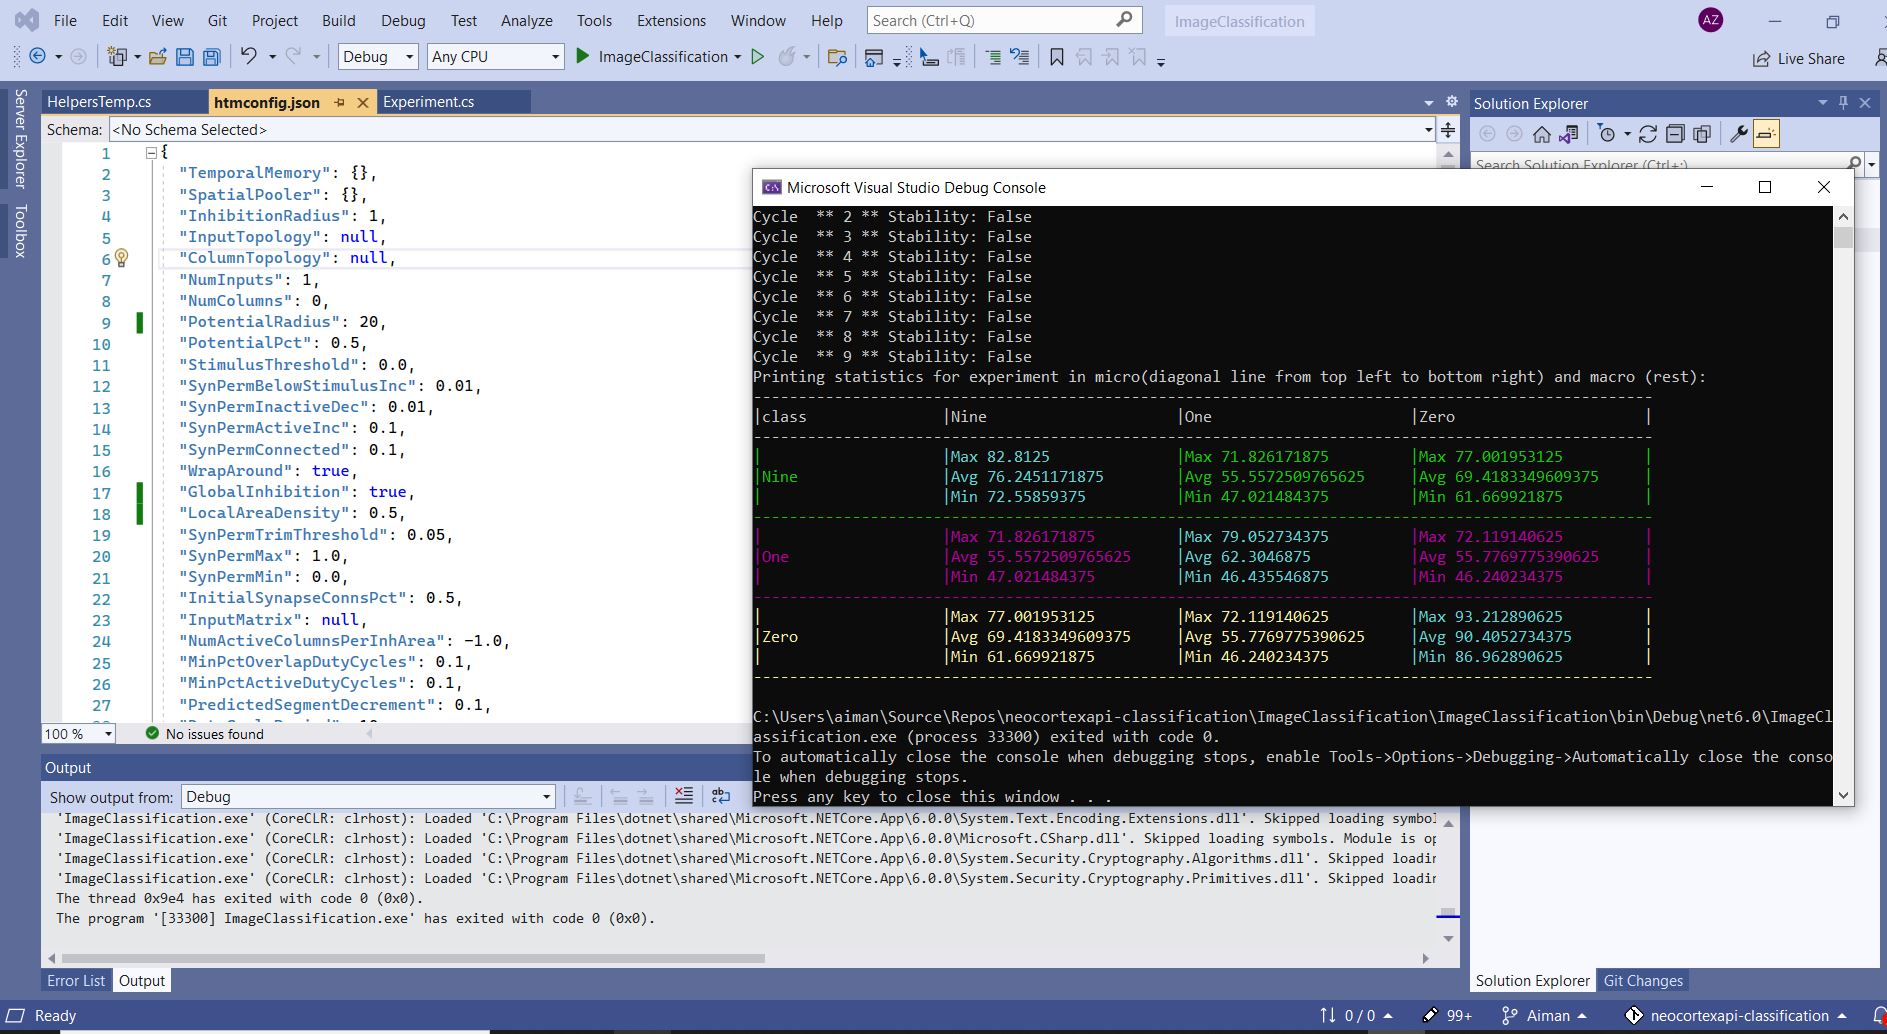 File Edit View Git Project Build Debug Test Analyze Tools Extensions Window Help Search (Ctrl+Q) ImageClassification AZ
Debug Any CPU ImageClassification Live Share
Server Explorer
Toolbox
HelpersTemp.cs htmconfig.json Experiment.cs
Schema: <No Schema Selected>
1 {
2 "TemporalMemory": {},
3 "SpatialPooler": {},
4 "InhibitionRadius": 1,
5 "InputTopology": null,
6 "ColumnTopology": null,
7 "NumInputs": 1,
8 "NumColumns": 0,
9 "PotentialRadius": 20,
10 "PotentialPct": 0.5,
11 "StimulusThreshold": 0.0,
12 "SynPermBelowStimulusInc": 0.01,
13 "SynPermInactiveDec": 0.01,
14 "SynPermActiveInc": 0.1,
15 "SynPermConnected": 0.1,
16 "WrapAround": true,
17 "GlobalInhibition": true,
18 "LocalAreaDensity": 0.5,
19 "SynPermTrimThreshold": 0.05,
20 "SynPermMax": 1.0,
21 "SynPermMin": 0.0,
22 "InitialSynapseConnsPct": 0.5,
23 "InputMatrix": null,
24 "NumActiveColumnsPerInhArea": -1.0,
25 "MinPctOverlapDutyCycles": 0.1,
26 "MinPctActiveDutyCycles": 0.1,
27 "PredictedSegmentDecrement": 0.1,
100 % No issues found
Solution Explorer
Search Solution Explorer (Ctrl+;)
Microsoft Visual Studio Debug Console
Cycle ** 2 ** Stability: False
Cycle ** 3 ** Stability: False
Cycle ** 4 ** Stability: False
Cycle ** 5 ** Stability: False
Cycle ** 6 ** Stability: False
Cycle ** 7 ** Stability: False
Cycle ** 8 ** Stability: False
Cycle ** 9 ** Stability: False
Printing statistics for experiment in micro(diagonal line from top left to bottom right) and macro (rest):
|class |Nine |One |Zero |
| |Max 82.8125 |Max 71.826171875 |Max 77.001953125 |
|Nine |Avg 76.2451171875 |Avg 55.5572509765625 |Avg 69.4183349609375 |
| |Min 72.55859375 |Min 47.021484375 |Min 61.669921875 |
| |Max 71.826171875 |Max 79.052734375 |Max 72.119140625 |
|One |Avg 55.5572509765625 |Avg 62.3046875 |Avg 55.7769775390625 |
| |Min 47.021484375 |Min 46.435546875 |Min 46.240234375 |
| |Max 77.001953125 |Max 72.119140625 |Max 93.212890625 |
|Zero |Avg 69.4183349609375 |Avg 55.7769775390625 |Avg 90.4052734375 |
| |Min 61.669921875 |Min 46.240234375 |Min 86.962890625 |
C:\Users\aiman\Source\Repos\neocortexapi-classification\ImageClassification\ImageClassification\bin\Debug\net6.0\ImageCl
assification.exe (process 33300) exited with code 0.
To automatically close the console when debugging stops, enable Tools->Options->Debugging->Automatically close the conso
le when debugging stops.
Press any key to close this window . . .
Output
Show output from: Debug
'ImageClassification.exe' (CoreCLR: clrhost): Loaded 'C:\Program Files\dotnet\shared\Microsoft.NETCore.App\6.0.0\System.Text.Encoding.Extensions.dll'. Skipped loading symbol
'ImageClassification.exe' (CoreCLR: clrhost): Loaded 'C:\Program Files\dotnet\shared\Microsoft.NETCore.App\6.0.0\Microsoft.CSharp.dll'. Skipped loading symbols. Module is op
'ImageClassification.exe' (CoreCLR: clrhost): Loaded 'C:\Program Files\dotnet\shared\Microsoft.NETCore.App\6.0.0\System.Security.Cryptography.Algorithms.dll'. Skipped loadin
'ImageClassification.exe' (CoreCLR: clrhost): Loaded 'C:\Program Files\dotnet\shared\Microsoft.NETCore.App\6.0.0\System.Security.Cryptography.Primitives.dll'. Skipped loadin
The thread 0x9e4 has exited with code 0 (0x0).
The program '[33300] ImageClassification.exe' has exited with code 0 (0x0).
Error List Output
Solution Explorer Git Changes
Ready 0 / 0 99+ Aiman neocortexapi-classification